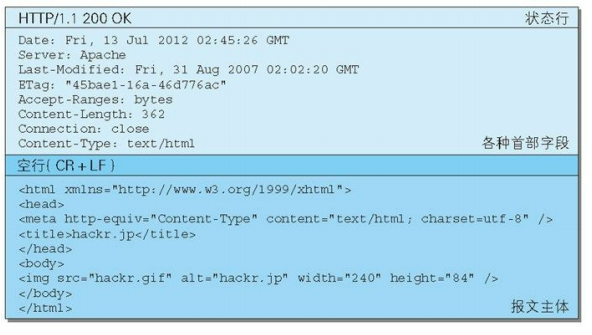 HTTP/1.1 200 OK 状态行
Date: Fri, 13 Jul 2012 02:45:26 GMT
Server: Apache
Last-Modified: Fri, 31 Aug 2007 02:02:20 GMT
ETag: "45bae1-16a-46d776ac"
Accept-Ranges: bytes
Content-Length: 362
Connection: close
Content-Type: text/html 各种首部字段
空行( CR + LF )
<html xmlns="http://www.w3.org/1999/xhtml">
<head>
<meta http-equiv="Content-Type" content="text/html; charset=utf-8" />
<title>hackr.jp</title>
</head>
<body>
<img src="hackr.gif" alt="hackr.jp" width="240" height="84" />
</body>
</html> 报文主体